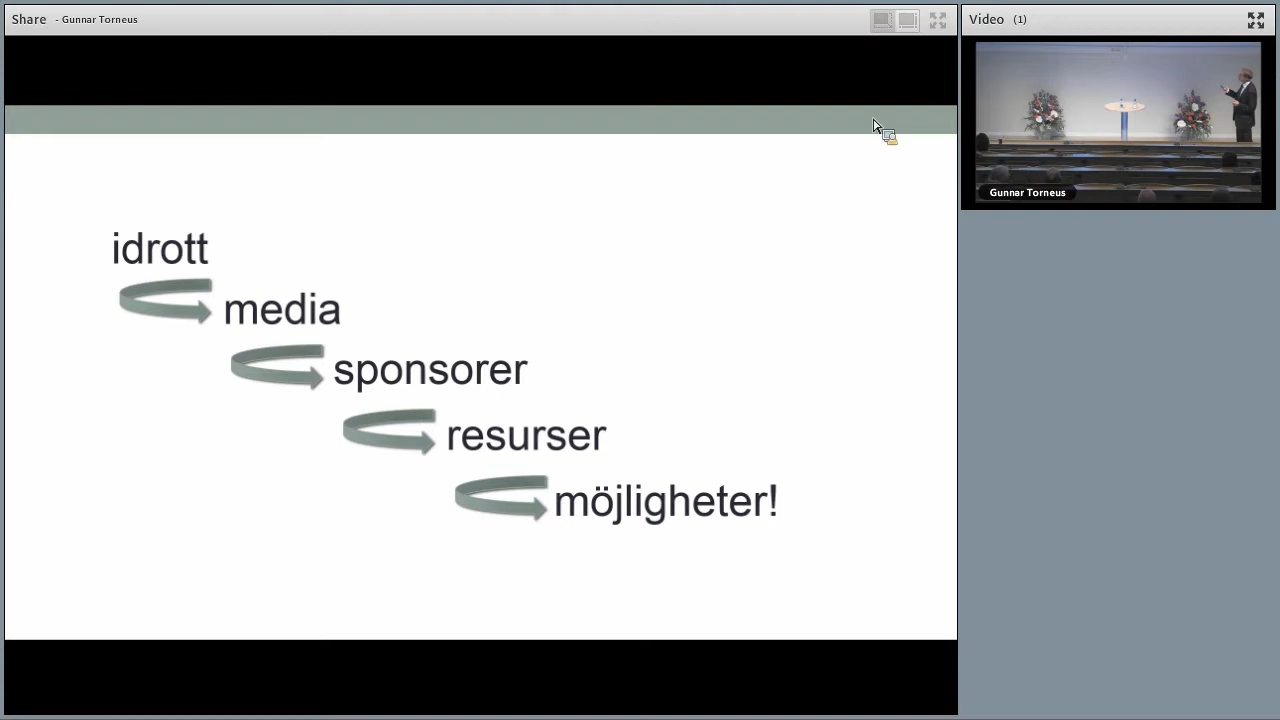 Share - Gunnar Torneus
Video (1)
Gunnar Torneus
idrott
media
sponsorer
resurser
möjligheter!